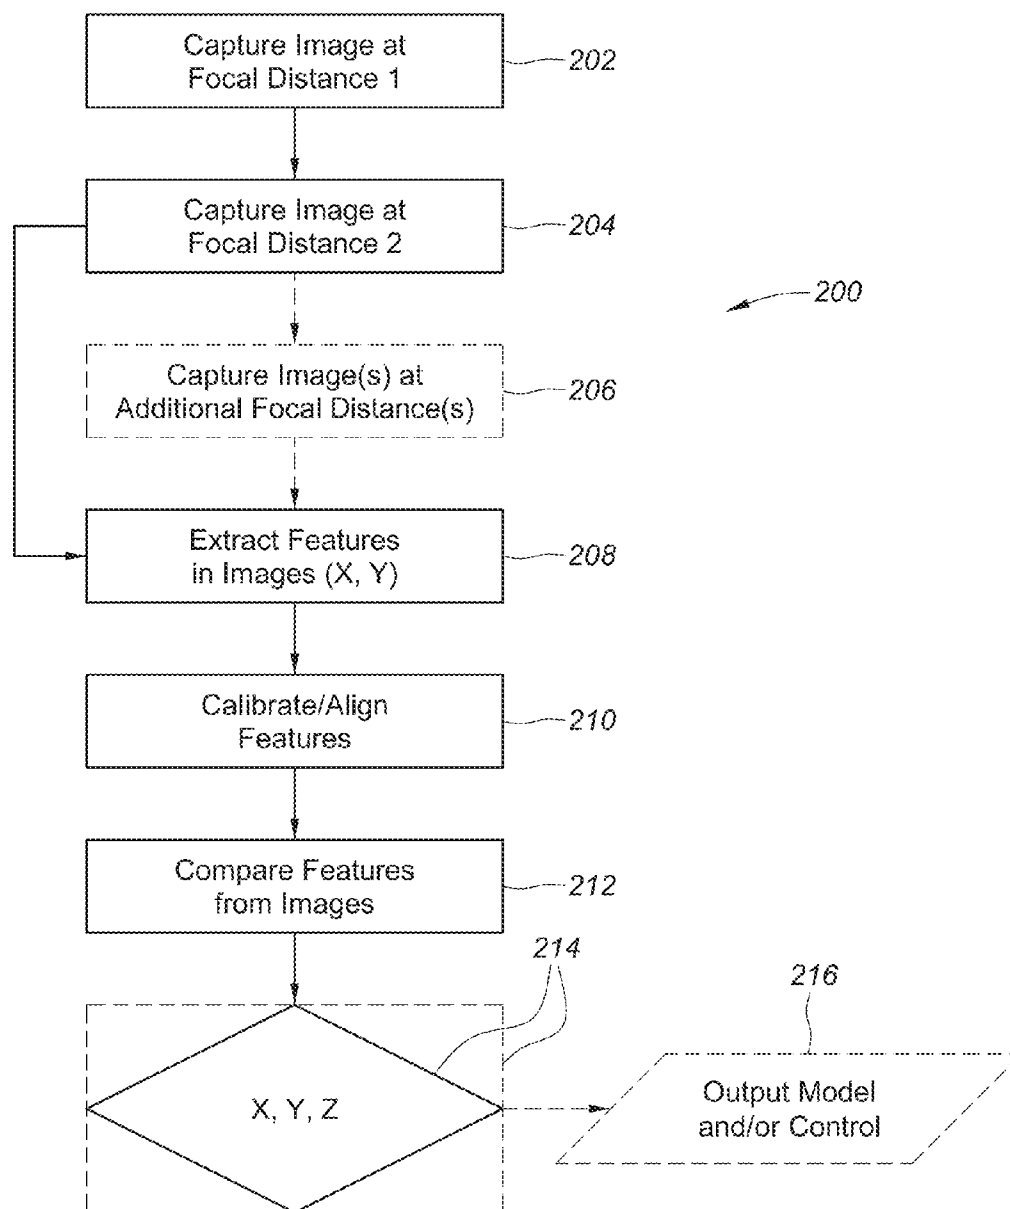 Capture Image at
Focal Distance 1
202
Capture Image at
Focal Distance 2
204
200
Capture Image(s) at
Additional Focal Distance(s)
206
Extract Features
in Images (X, Y)
208
Calibrate/Align
Features
210
Compare Features
from Images
212
214
216
X, Y, Z
Output Model
and/or Control